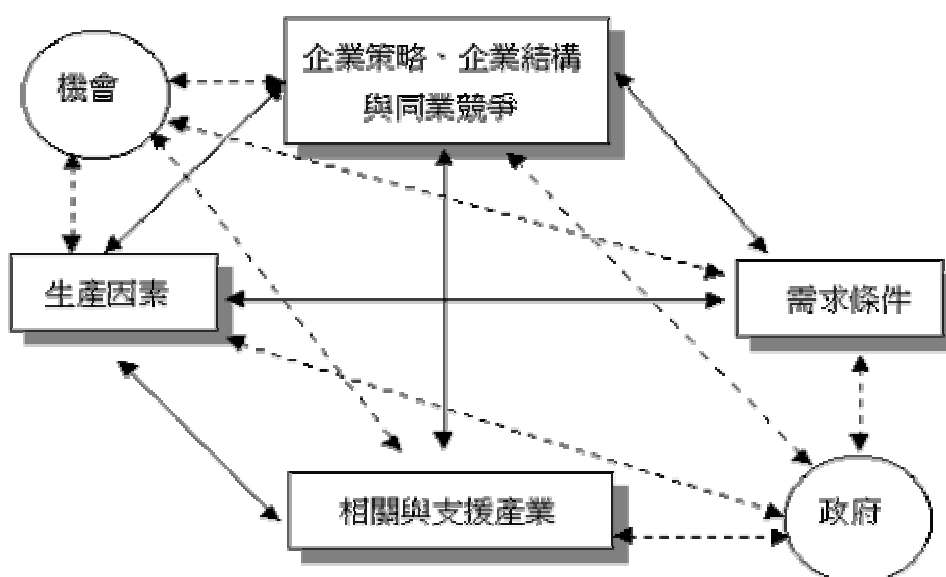 機會
企業策略、企業結構
與同業競爭
生產因素
需求條件
相關與支援產業
政府